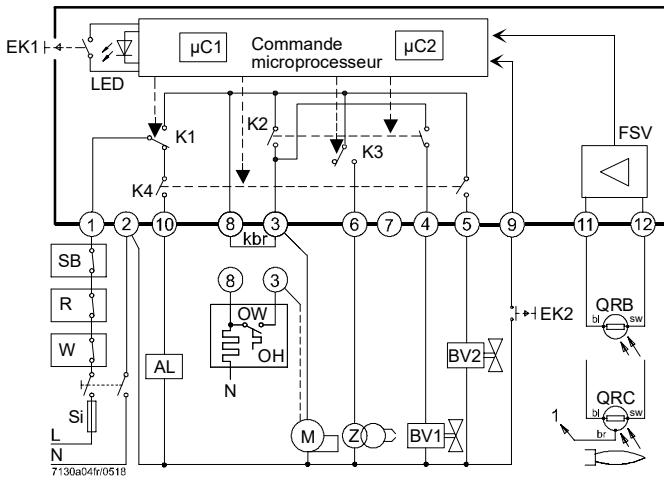 EK1
LED
µC1
Commande
microprocesseur
µC2
FSV
K1
K2
K3
K4
1
2
10
8
3
6
7
4
5
9
11
12
kbr
SB
R
W
Si
L
N
7130a04fr/0518
AL
8
3
OW
OH
N
M
Z
BV1
BV2
EK2
QRB
bl
sw
QRC
bl
sw
br
1